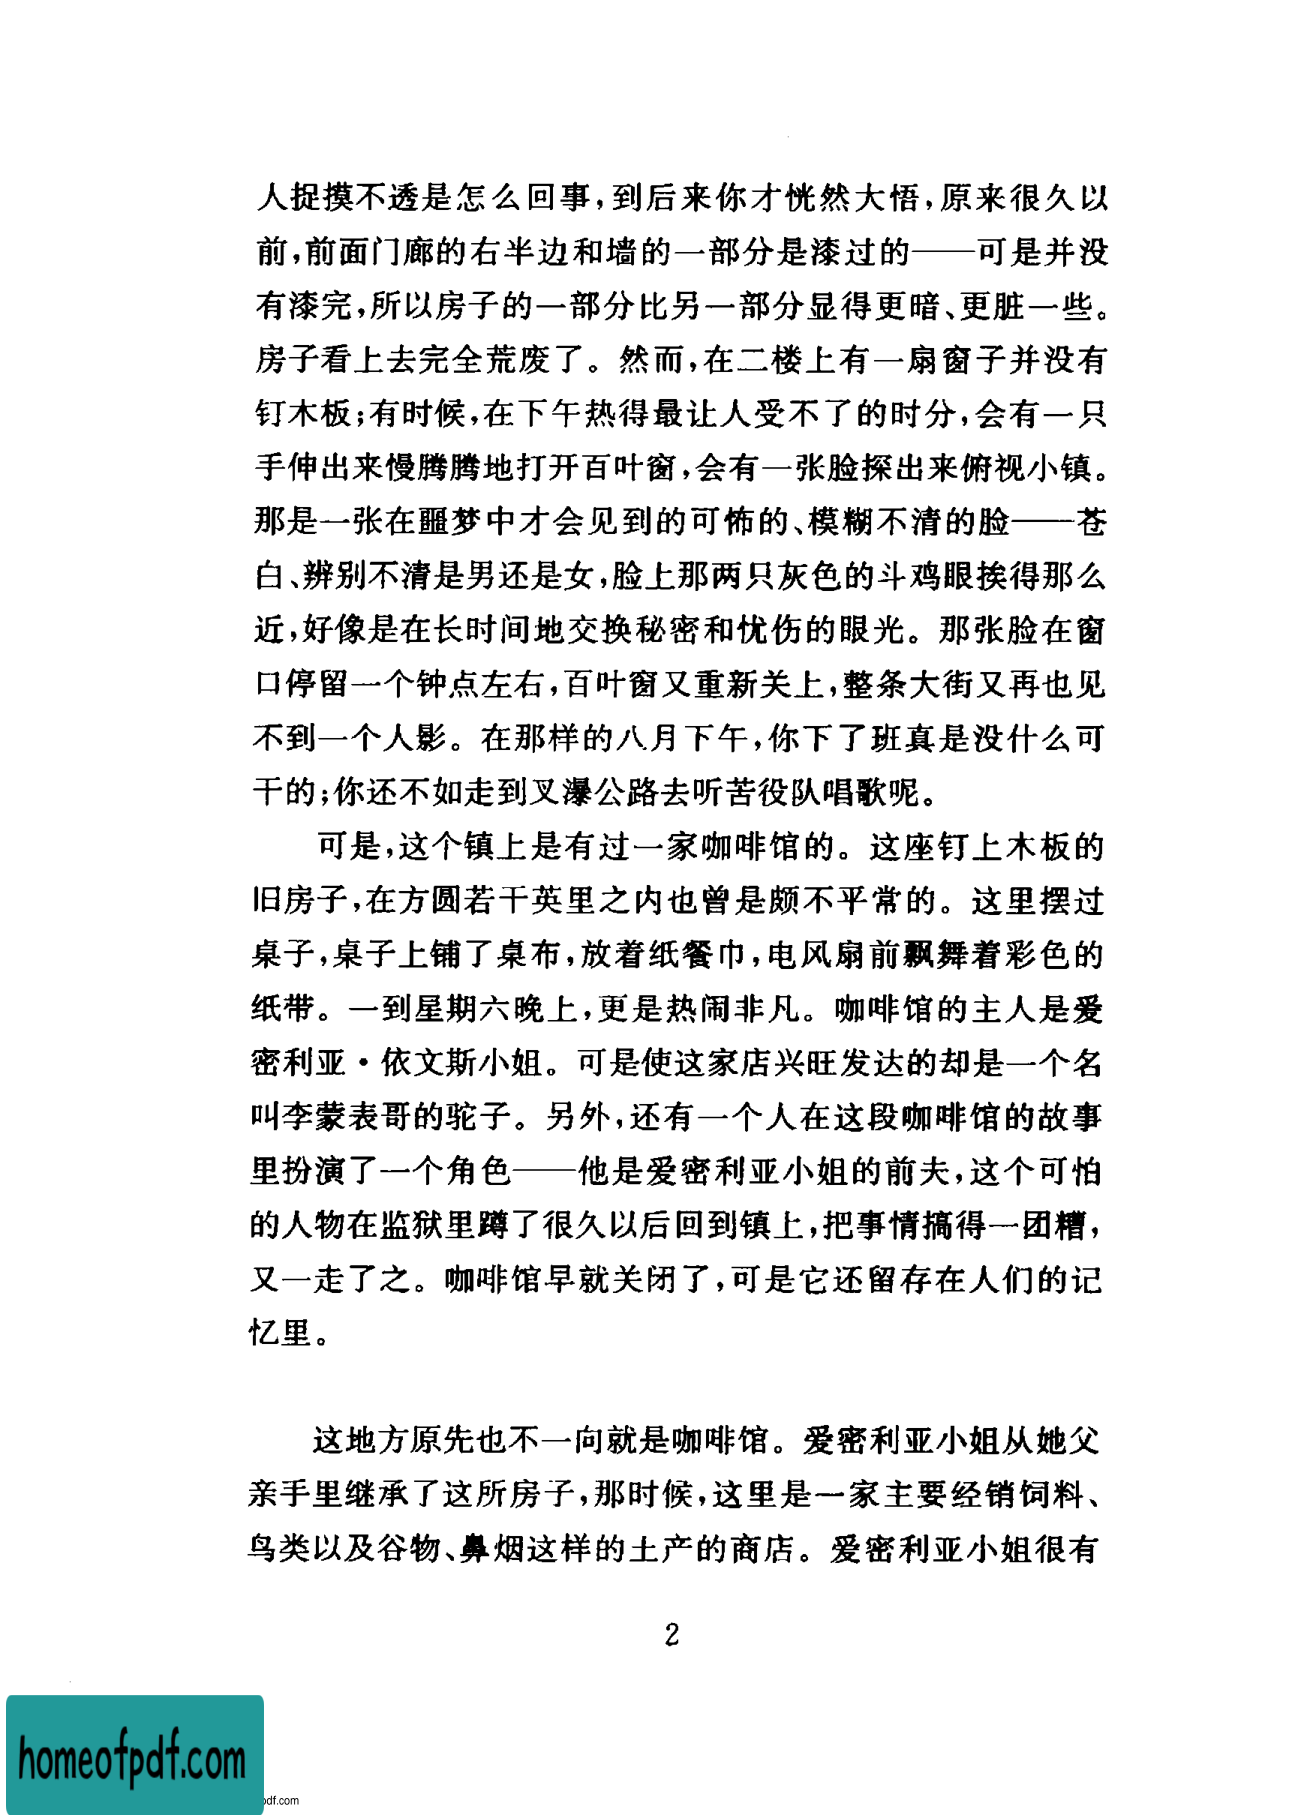 人捉摸不透是怎么回事,到后来你才恍然大悟,原来很久以
前,前面门廊的右半边和墙的一部分是漆过的——可是并没
有漆完,所以房子的一部分比另一部分显得更暗、更脏一些。
房子看上去完全荒废了。然而,在二楼上有一扇窗子并没有
钉木板;有时候,在下午热得最让人受不了的时分,会有一只
手伸出来慢腾腾地打开百叶窗,会有一张脸探出来俯视小镇。
那是一张在噩梦中才会见到的可怖的、模糊不清的脸——苍
白、辨别不清是男还是女,脸上那两只灰色的斗鸡眼挨得那么
近,好像是在长时间地交换秘密和忧伤的眼光。那张脸在窗
口停留一个钟点左右,百叶窗又重新关上,整条大街又再也见
不到一个人影。在那样的八月下午,你下了班真是没什么可
干的;你还不如走到叉瀑公路去听苦役队唱歌呢。
可是,这个镇上是有过一家咖啡馆的。这座钉上木板的
旧房子,在方圆若干英里之内也曾是颇不平常的。这里摆过
桌子,桌子上铺了桌布,放着纸餐巾,电风扇前飘舞着彩色的
纸带。一到星期六晚上,更是热闹非凡。咖啡馆的主人是爱
密利亚·依文斯小姐。可是使这家店兴旺发达的却是一个名
叫李蒙表哥的驼子。另外,还有一个人在这段咖啡馆的故事
里扮演了一个角色——他是爱密利亚小姐的前夫,这个可怕
的人物在监狱里蹲了很久以后回到镇上,把事情搞得一团糟,
又一走了之。咖啡馆早就关闭了,可是它还留存在人们的记
忆里。
这地方原先也不一向就是咖啡馆。爱密利亚小姐从她父
亲手里继承了这所房子,那时候,这里是一家主要经销饲料、
鸟类以及谷物、鼻烟这样的土产的商店。爱密利亚小姐很有
2
homeofpdf.com
pdf.com